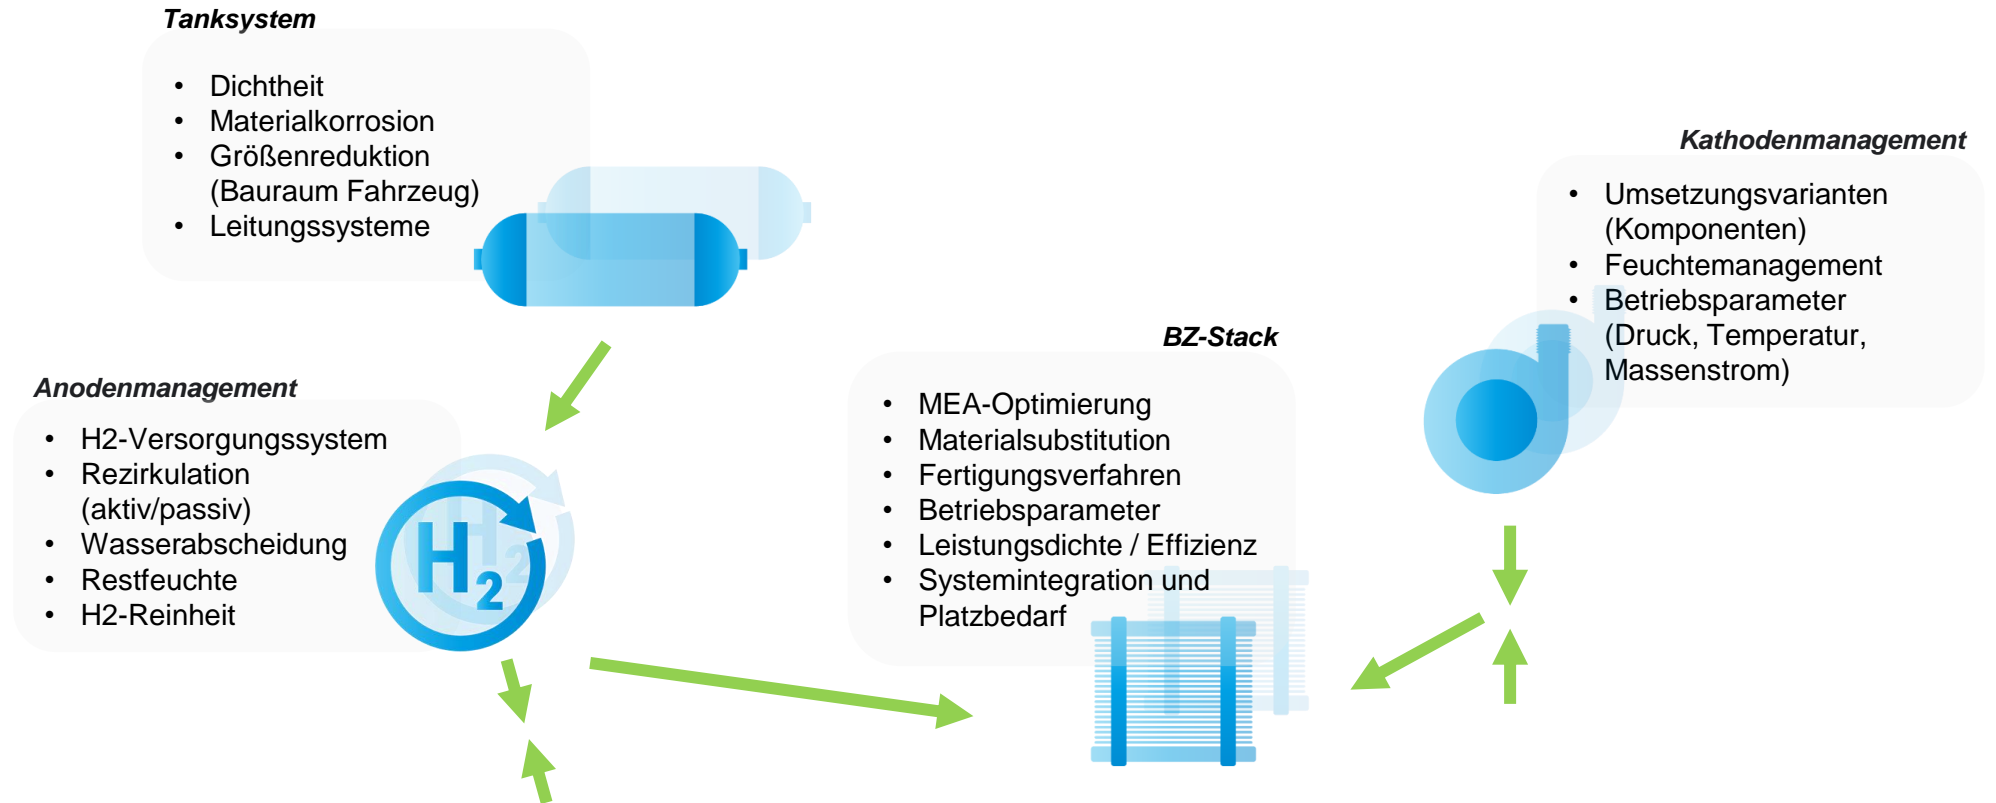 Tanksystem
• Dichtheit
• Materialkorrosion
• Größenreduktion
(Bauraum Fahrzeug)
• Leitungssysteme
Anodenmanagement
• H2-Versorgungssystem
• Rezirkulation
(aktiv/passiv)
• Wasserabscheidung
• Restfeuchte
• H2-Reinheit
H2
BZ-Stack
• MEA-Optimierung
• Materialsubstitution
• Fertigungsverfahren
• Betriebsparameter
• Leistungsdichte / Effizienz
• Systemintegration und
Platzbedarf
Kathodenmanagement
• Umsetzungsvarianten
(Komponenten)
• Feuchtemanagement
• Betriebsparameter
(Druck, Temperatur,
Massenstrom)